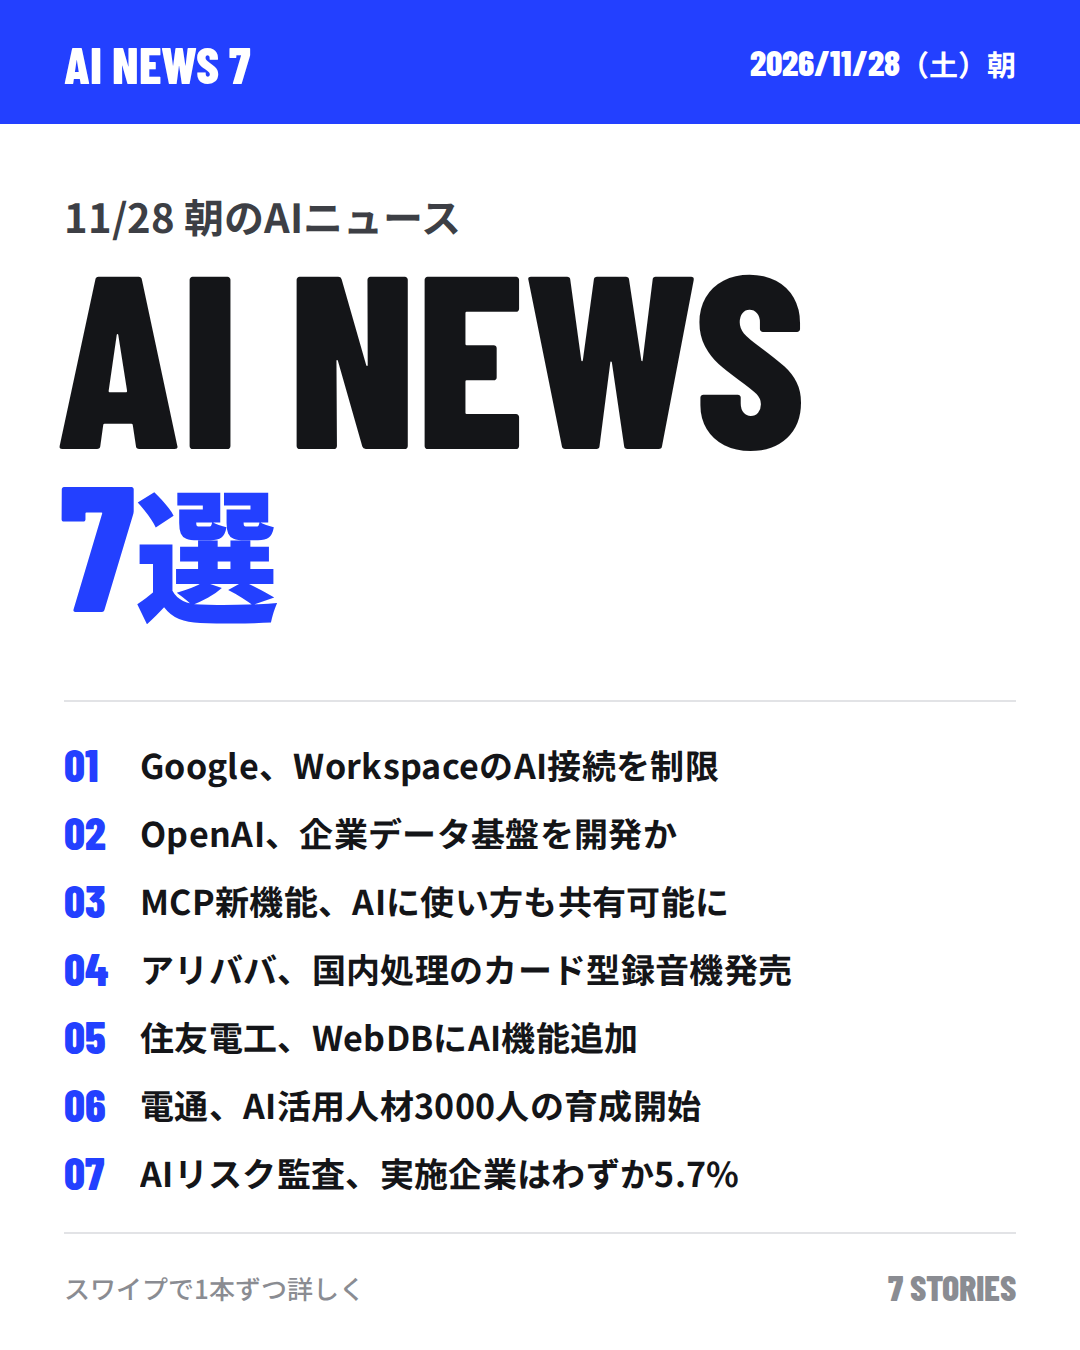 AI NEWS 7
2026/11/28（土）朝
11/28 朝のAIニュース
AI NEWS
7選
01 Google、WorkspaceのAI接続を制限
02 OpenAI、企業データ基盤を開発か
03 MCP新機能、AIに使い方も共有可能に
04 アリババ、国内処理のカード型録音機発売
05 住友電工、WebDBにAI機能追加
06 電通、AI活用人材3000人の育成開始
07 AIリスク監査、実施企業はわずか5.7%
スワイプで1本ずつ詳しく
7 STORIES